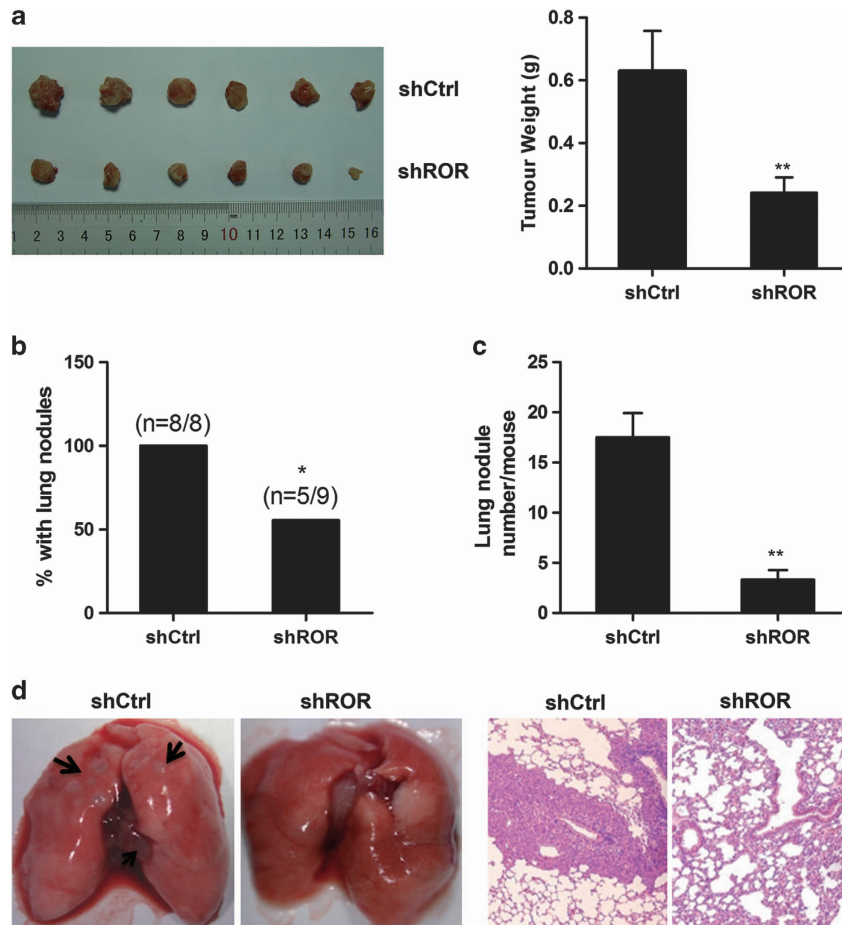 a
shCtrl
shROR
mm
1 2 3 4 5 6 7 8 9 10 11 12 13 14 15 16
Tumour Weight (g)
0.8
0.6
0.4
0.2
0.0
**
shCtrl shROR
b
% with lung nodules
150
100
50
0
(n=8/8)
*
(n=5/9)
shCtrl shROR
c
Lung nodule
number/mouse
25
20
15
10
5
0
**
shCtrl shROR
d
shCtrl shROR shCtrl shROR